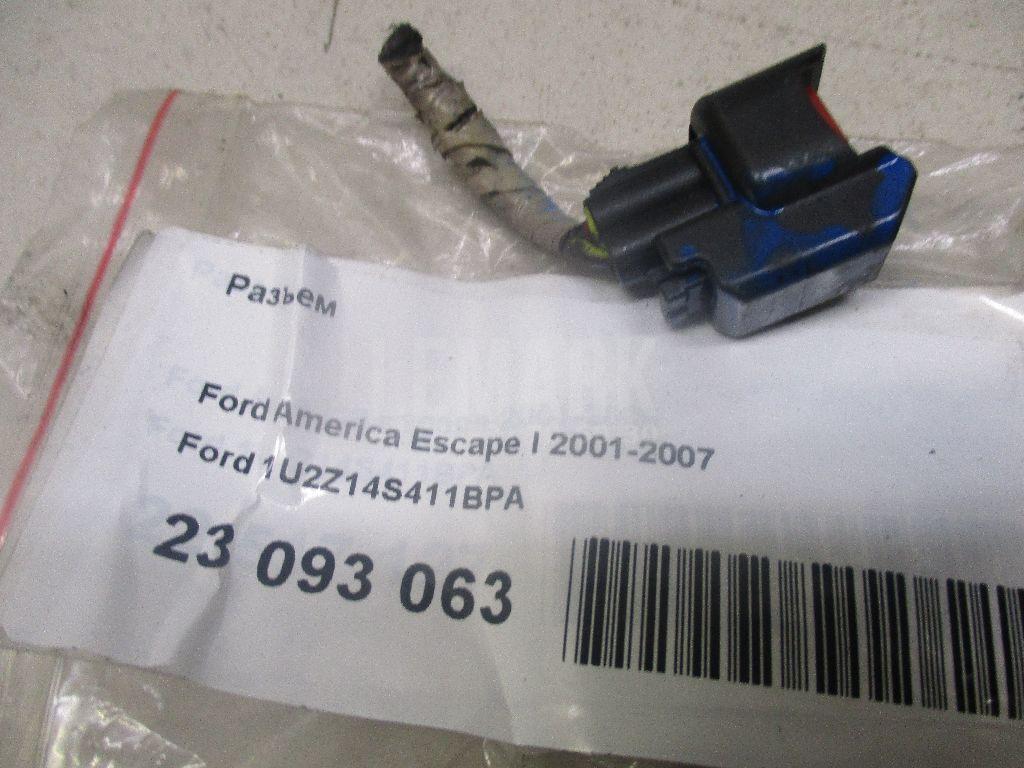 Разъем
Ford America Escape I 2001-2007
Ford 1U2Z14S411BPA
23 093 063